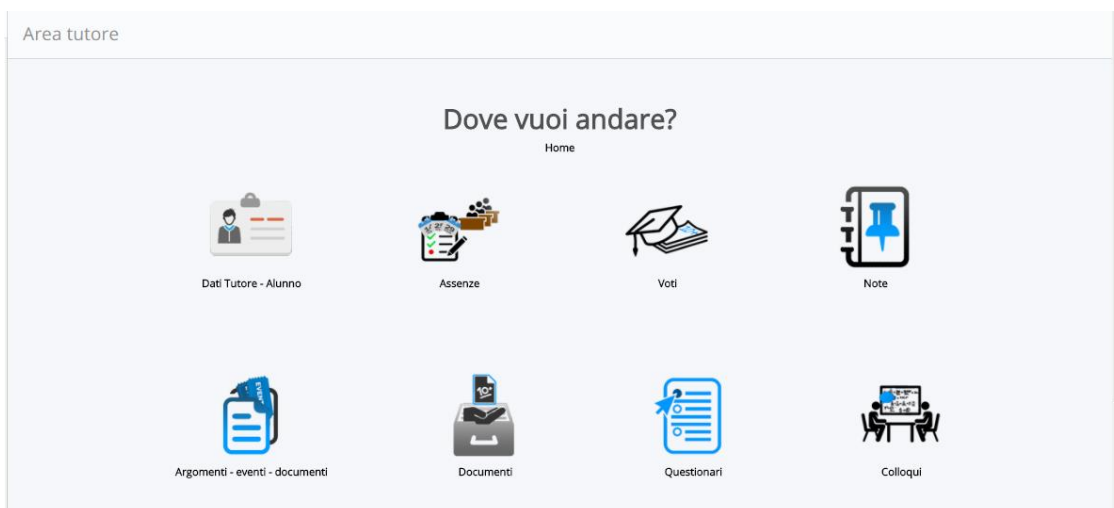 Area tutore
Dove vuoi andare?
Home
Dati Tutore - Alunno
Assenze
Voti
Note
Argomenti - eventi - documenti
Documenti
Questionari
Colloqui